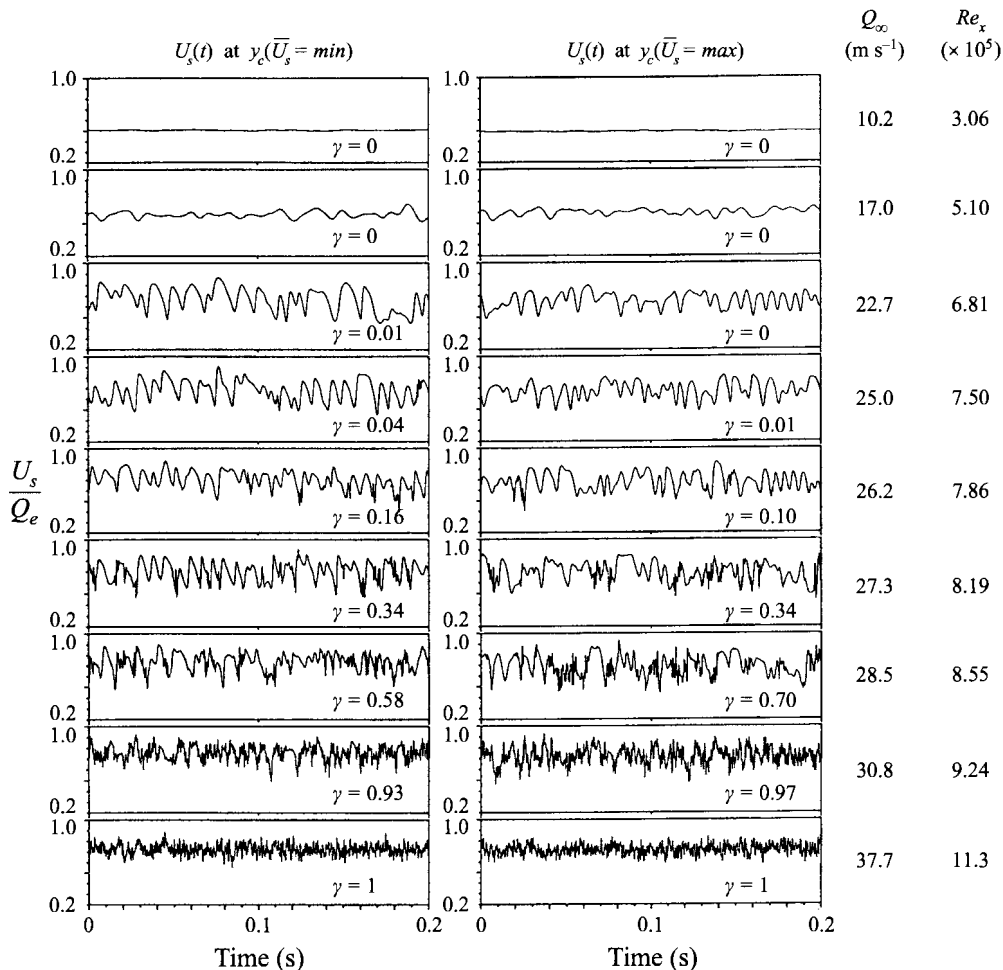 U_s(t) at y_c(Ū_s = min) U_s(t) at y_c(Ū_s = max) Q_∞ (m s⁻¹) Re_x (× 10⁵)
1.0 0.2 γ = 0 1.0 0.2 γ = 0 10.2 3.06
1.0 0.2 γ = 0 1.0 0.2 γ = 0 17.0 5.10
1.0 0.2 γ = 0.01 1.0 0.2 γ = 0 22.7 6.81
1.0 0.2 γ = 0.04 1.0 0.2 γ = 0.01 25.0 7.50
U_s/Q_e
1.0 0.2 γ = 0.16 1.0 0.2 γ = 0.10 26.2 7.86
1.0 0.2 γ = 0.34 1.0 0.2 γ = 0.34 27.3 8.19
1.0 0.2 γ = 0.58 1.0 0.2 γ = 0.70 28.5 8.55
1.0 0.2 γ = 0.93 1.0 0.2 γ = 0.97 30.8 9.24
1.0 0.2 γ = 1 1.0 0.2 γ = 1 37.7 11.3
0 0.1 0.2 0 0.1 0.2
Time (s) Time (s)